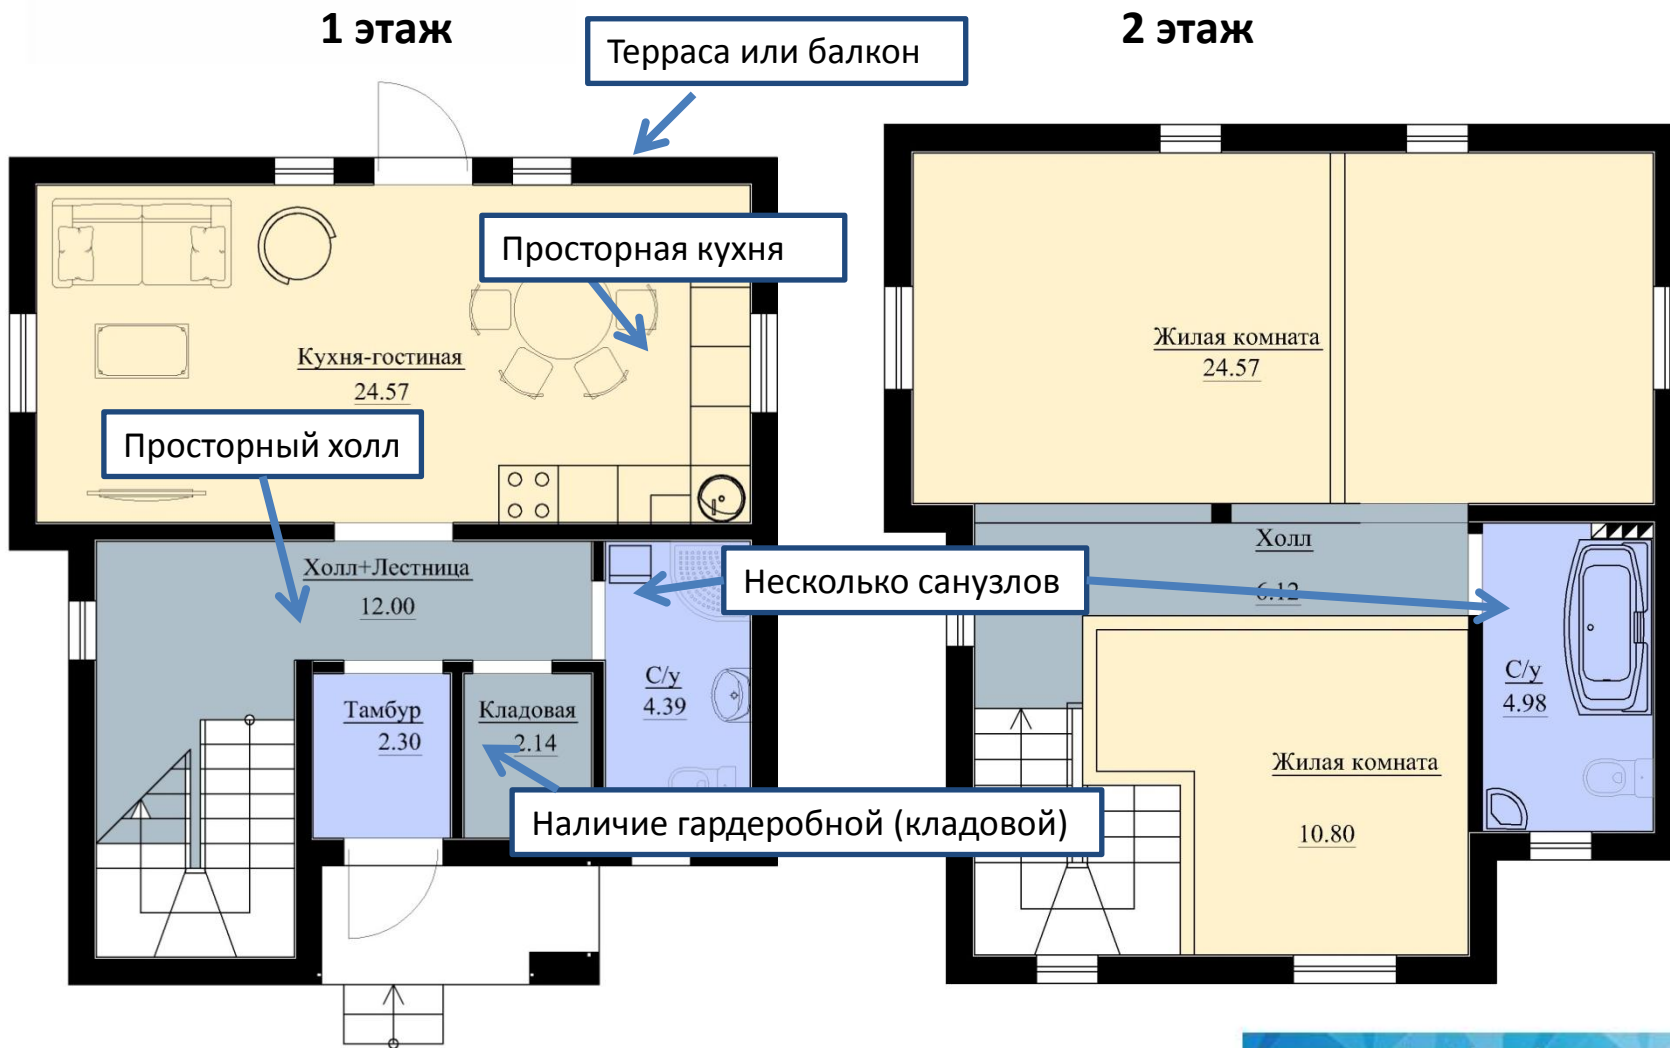 1 этаж
Терраса или балкон
2 этаж
Просторная кухня
Кухня-гостиная
24.57
Просторный холл
Холл+Лестница
12.00
Тамбур
2.30
Кладовая
2.14
С/у
4.39
Несколько санузлов
Наличие гардеробной (кладовой)
Жилая комната
24.57
Холл
6.12
С/у
4.98
Жилая комната
10.80